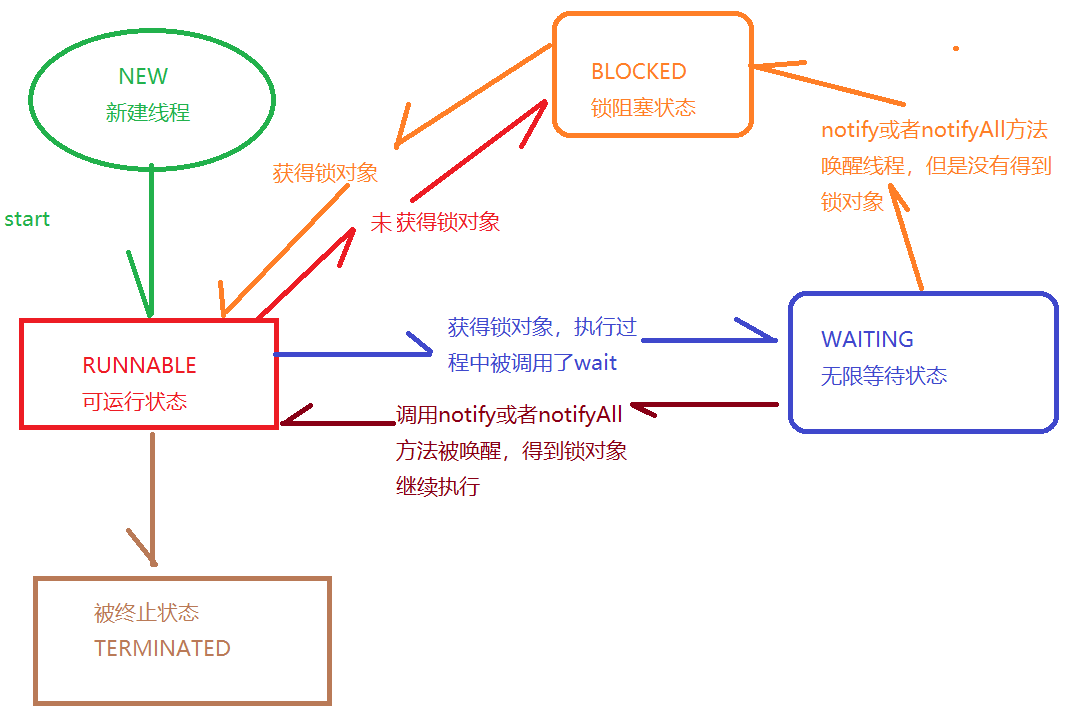 NEW
新建线程
BLOCKED
锁阻塞状态
notify或者notifyAll方法
唤醒线程，但是没有得到
锁对象
获得锁对象
start
未 获得锁对象
获得锁对象，执行过
程中被调用了wait
RUNNABLE
可运行状态
WAITING
无限等待状态
调用notify或者notifyAll
方法被唤醒，得到锁对象
继续执行
被终止状态
TERMINATED